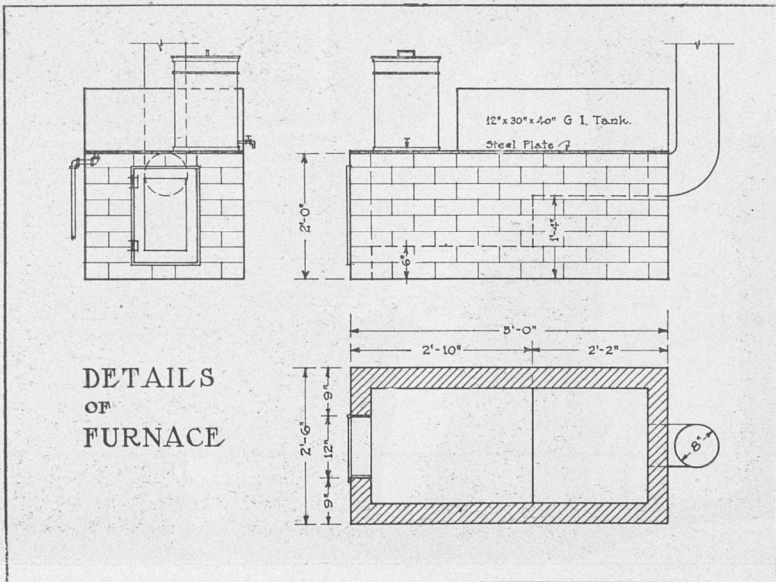 12"x30"x40" G I. Tank.
Steel Plate
2'-0"
6"
1'-4"
5'-0"
2'-10"
2'-2"
DETAILS
OF
FURNACE
2'-6"
9"
12"
9"
8"